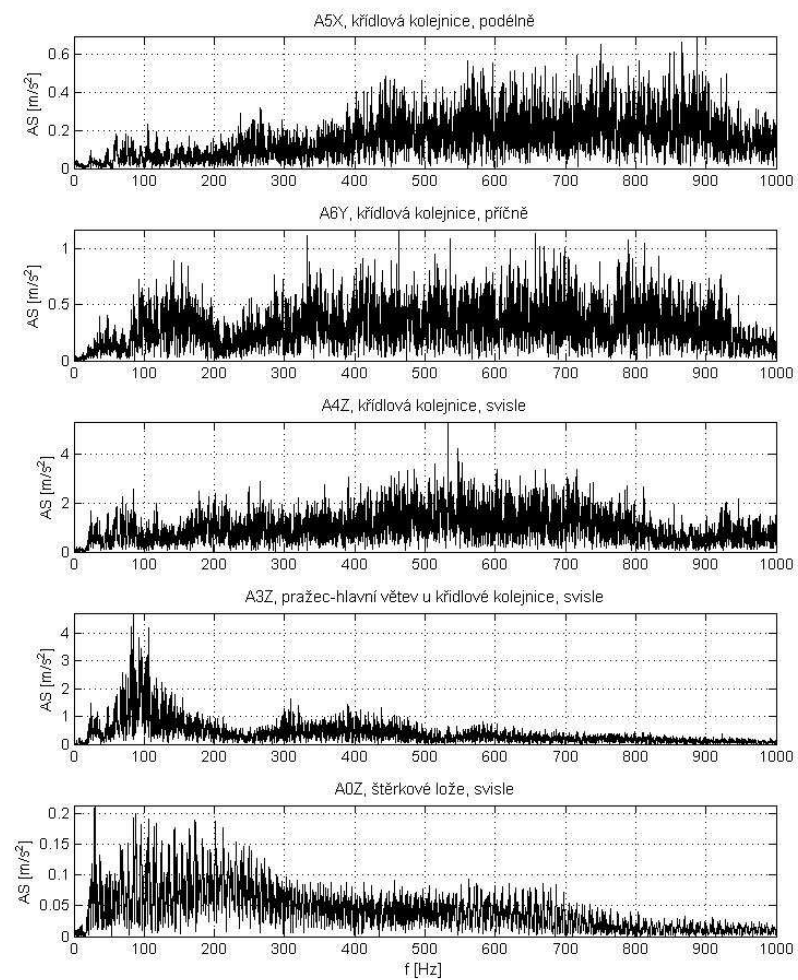 A5X, křídlová kolejnice, podélně
AS [m/s²]
0.6
0.4
0.2
0
0 100 200 300 400 500 600 700 800 900 1000
A6Y, křídlová kolejnice, příčně
AS [m/s²]
1
0.5
0
0 100 200 300 400 500 600 700 800 900 1000
A4Z, křídlová kolejnice, svisle
AS [m/s²]
4
2
0
0 100 200 300 400 500 600 700 800 900 1000
A3Z, pražec-hlavní větev u křídlové kolejnice, svisle
AS [m/s²]
4
3
2
1
0
0 100 200 300 400 500 600 700 800 900 1000
A0Z, štěrkové lože, svisle
AS [m/s²]
0.2
0.15
0.1
0.05
0
0 100 200 300 400 500 600 700 800 900 1000
f [Hz]